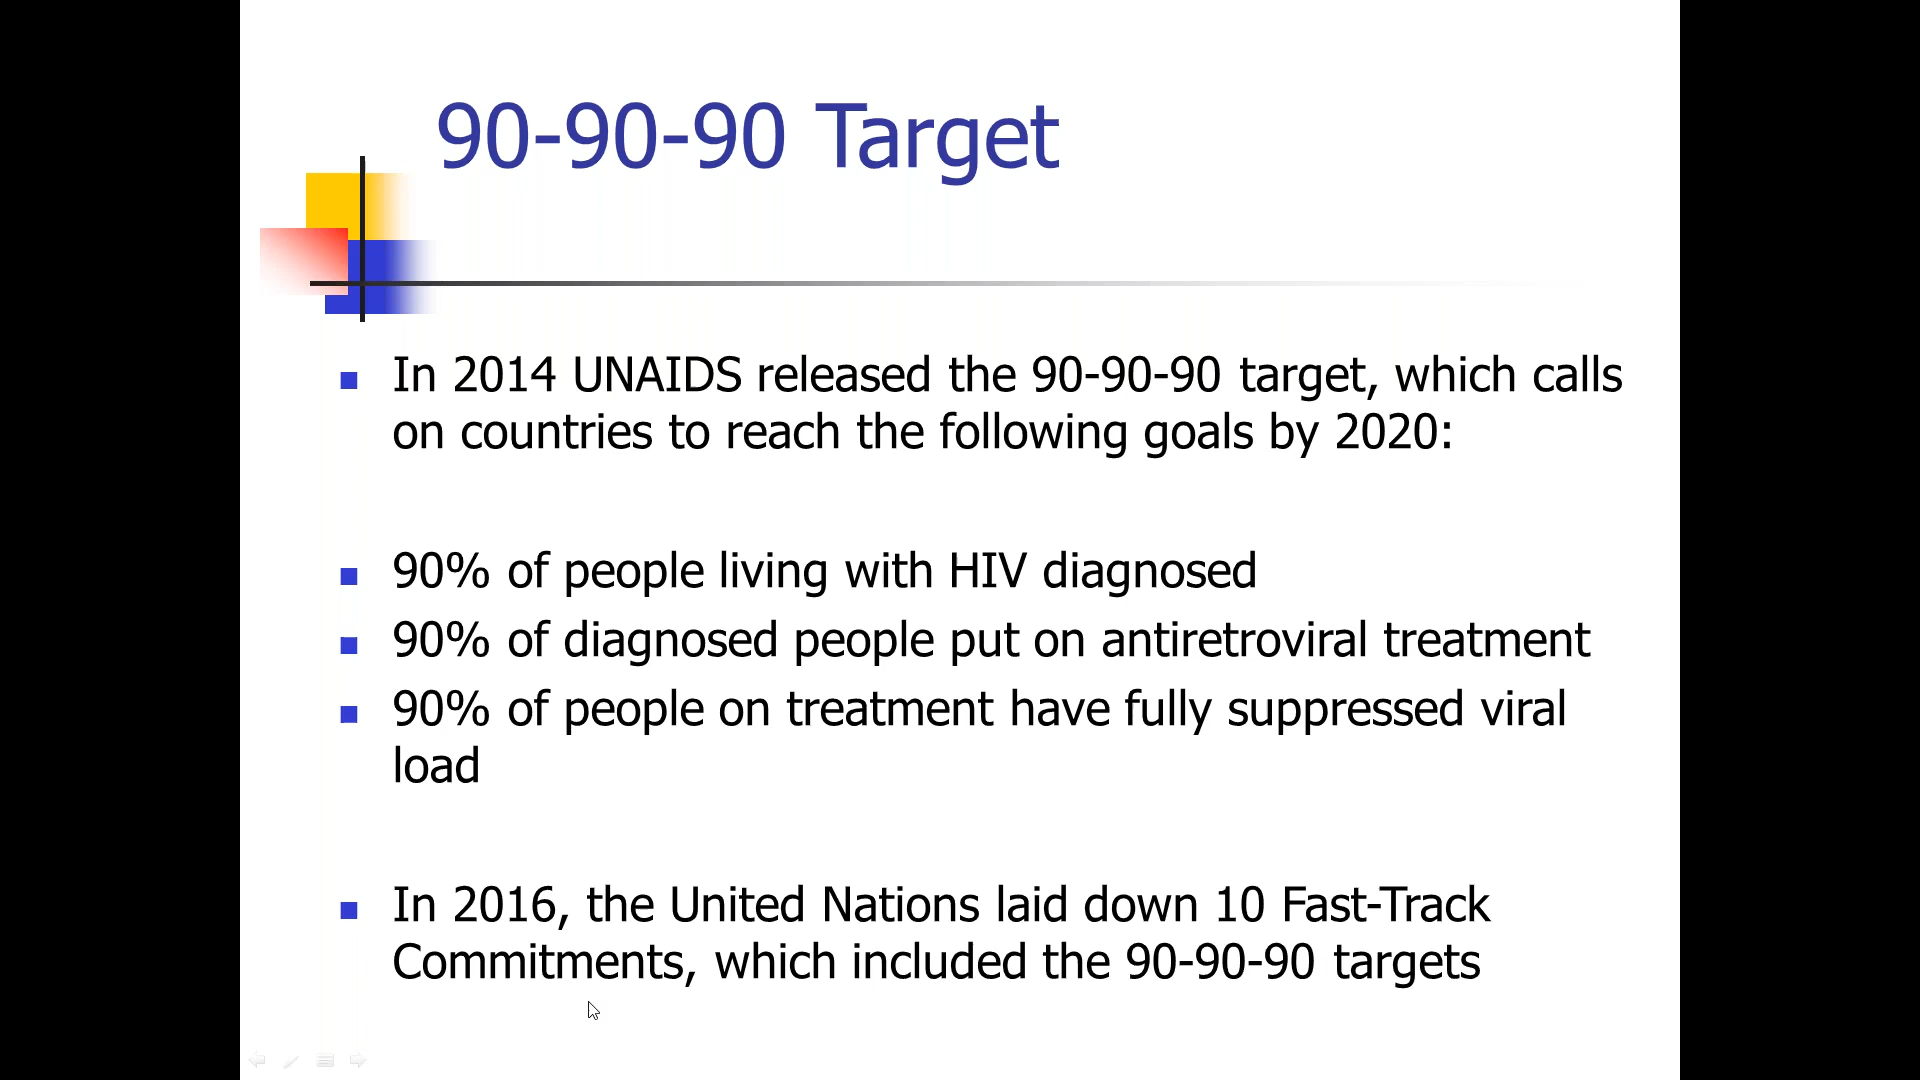 90-90-90 Target
In 2014 UNAIDS released the 90-90-90 target, which calls
on countries to reach the following goals by 2020:
90% of people living with HIV diagnosed
90% of diagnosed people put on antiretroviral treatment
90% of people on treatment have fully suppressed viral
load
In 2016, the United Nations laid down 10 Fast-Track
Commitments, which included the 90-90-90 targets